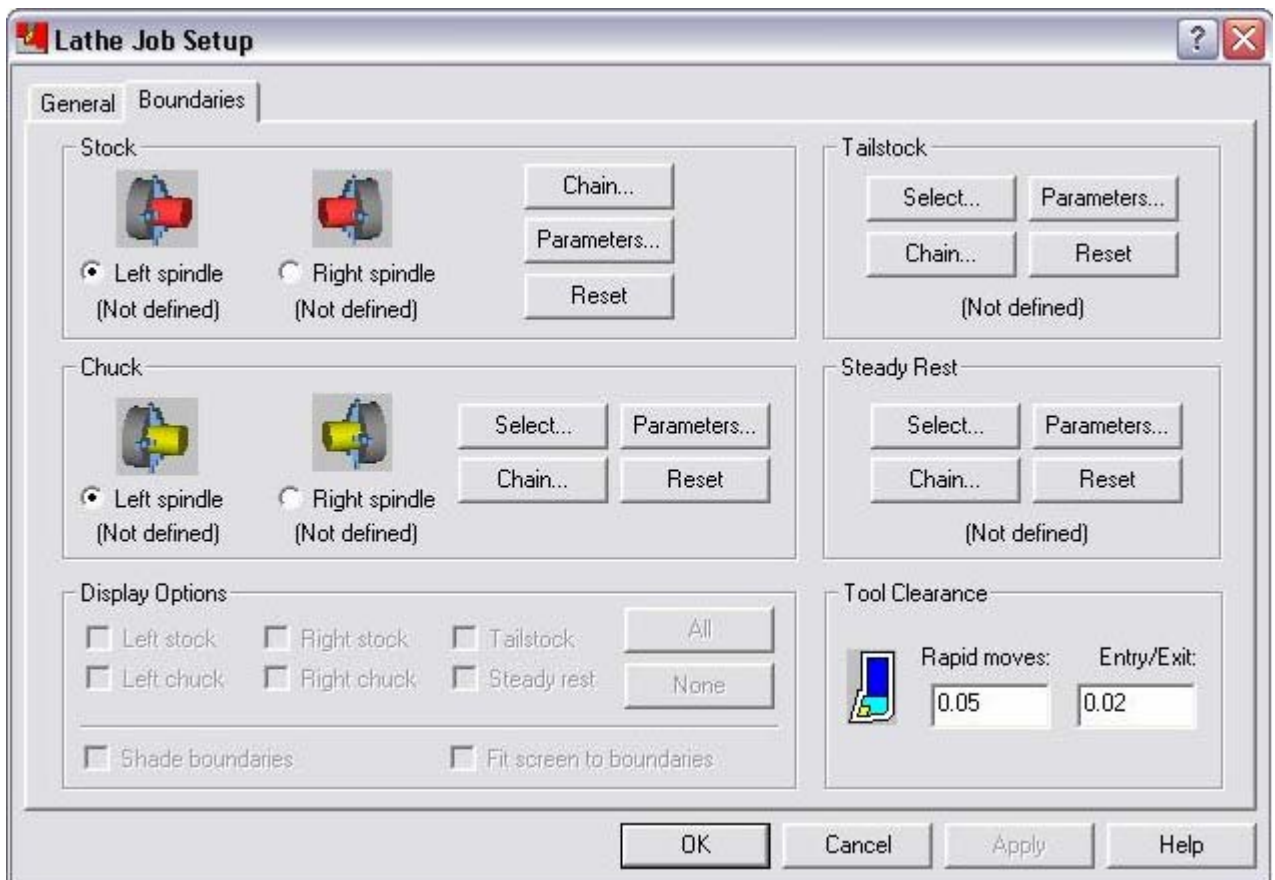 Lathe Job Setup
General Boundaries
Stock
Chain...
Parameters...
Reset
Left spindle Right spindle
(Not defined) (Not defined)
Tailstock
Select... Parameters...
Chain... Reset
(Not defined)
Chuck
Select... Parameters...
Chain... Reset
Left spindle Right spindle
(Not defined) (Not defined)
Steady Rest
Select... Parameters...
Chain... Reset
(Not defined)
Display Options
Left stock Right stock Tailstock All
Left chuck Right chuck Steady rest None
Shade boundaries Fit screen to boundaries
Tool Clearance
Rapid moves: Entry/Exit:
0.05 0.02
OK Cancel Apply Help